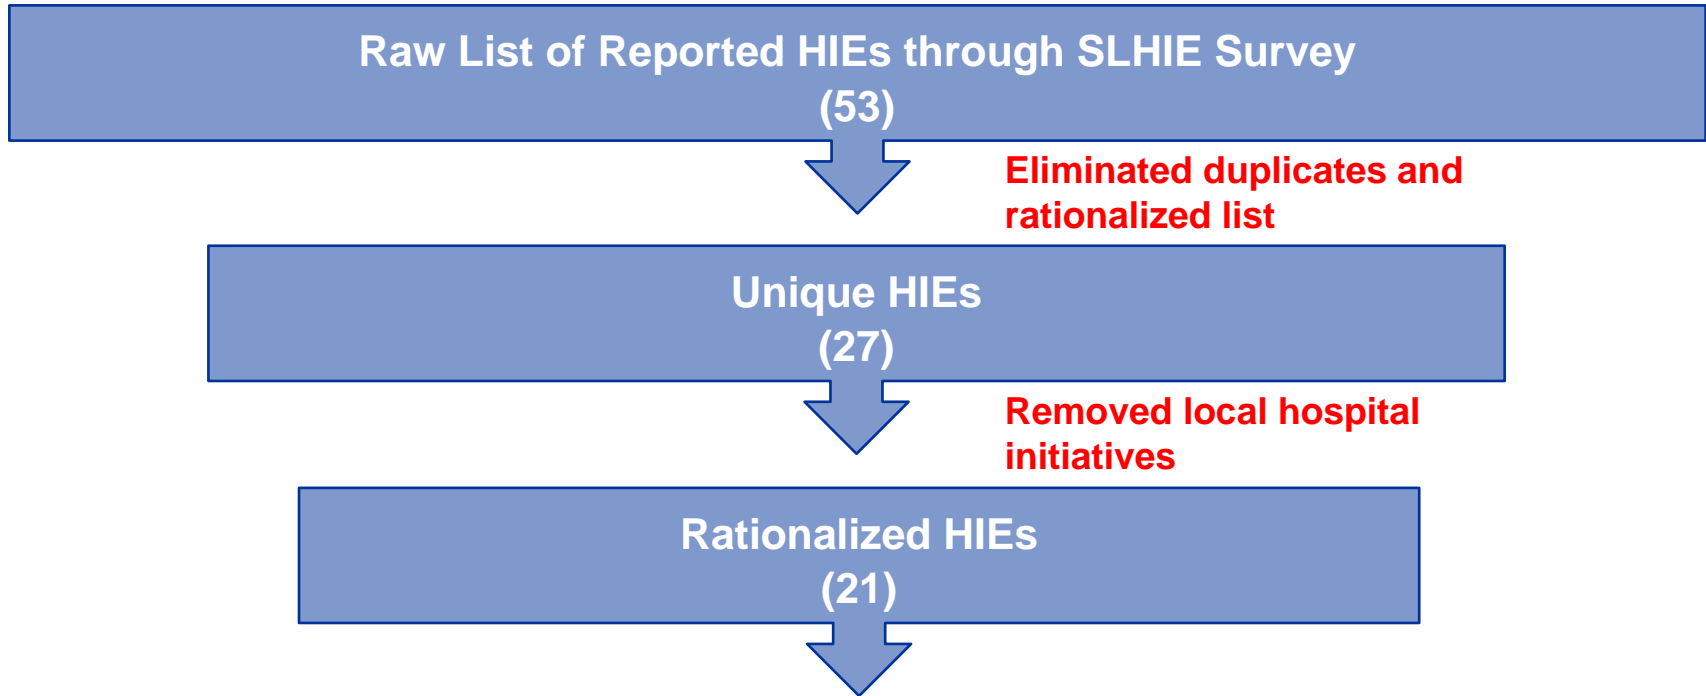 Raw List of Reported HIEs through SLHIE Survey
(53)
Eliminated duplicates and
rationalized list
Unique HIEs
(27)
Removed local hospital
initiatives
Rationalized HIEs
(21)